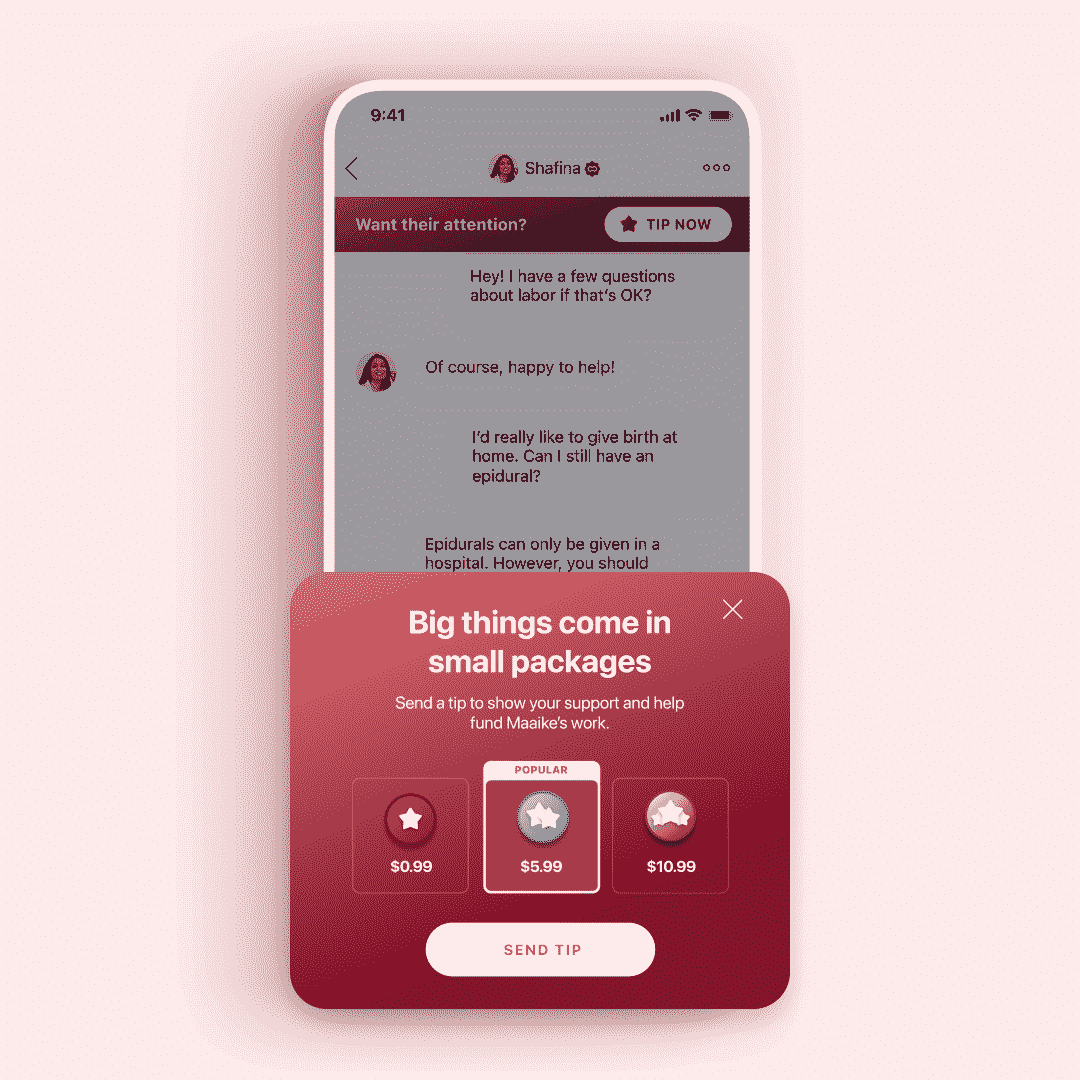 9:41
Shafina
Want their attention?
TIP NOW
Hey! I have a few questions
about labor if that's OK?
Of course, happy to help!
I'd really like to give birth at
home. Can I still have an
epidural?
Epidurals can only be given in a
hospital. However, you should
Big things come in
small packages
Send a tip to show your support and help
fund Maaike's work.
POPULAR
$0.99
$5.99
$10.99
SEND TIP